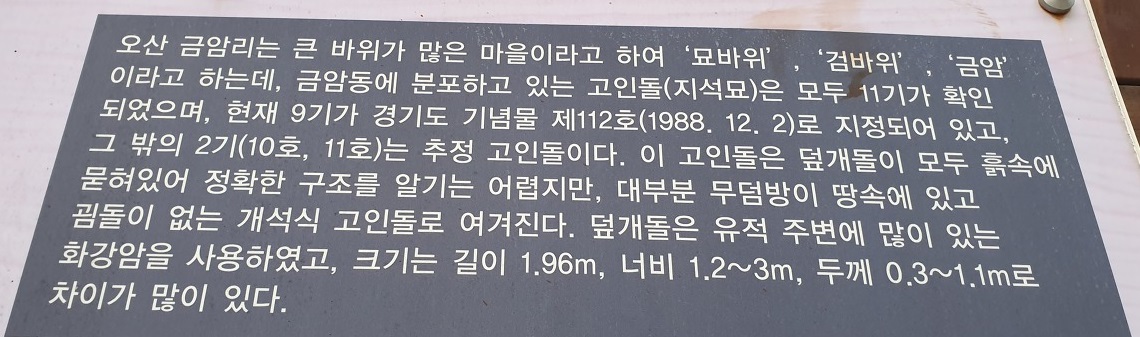 오산 금암리는 큰 바위가 많은 마을이라고 하여 ‘묘바위’, ‘검바위’, ‘금암’
이라고 하는데, 금암동에 분포하고 있는 고인돌(지석묘)은 모두 11기가 확인
되었으며, 현재 9기가 경기도 기념물 제112호(1988. 12. 2)로 지정되어 있고,
그 밖의 2기(10호, 11호)는 추정 고인돌이다. 이 고인돌은 덮개돌이 모두 흙속에
묻혀있어 정확한 구조를 알기는 어렵지만, 대부분 무덤방이 땅속에 있고
굄돌이 없는 개석식 고인돌로 여겨진다. 덮개돌은 유적 주변에 많이 있는
화강암을 사용하였고, 크기는 길이 1.96m, 너비 1.2~3m, 두께 0.3~1.1m로
차이가 많이 있다.